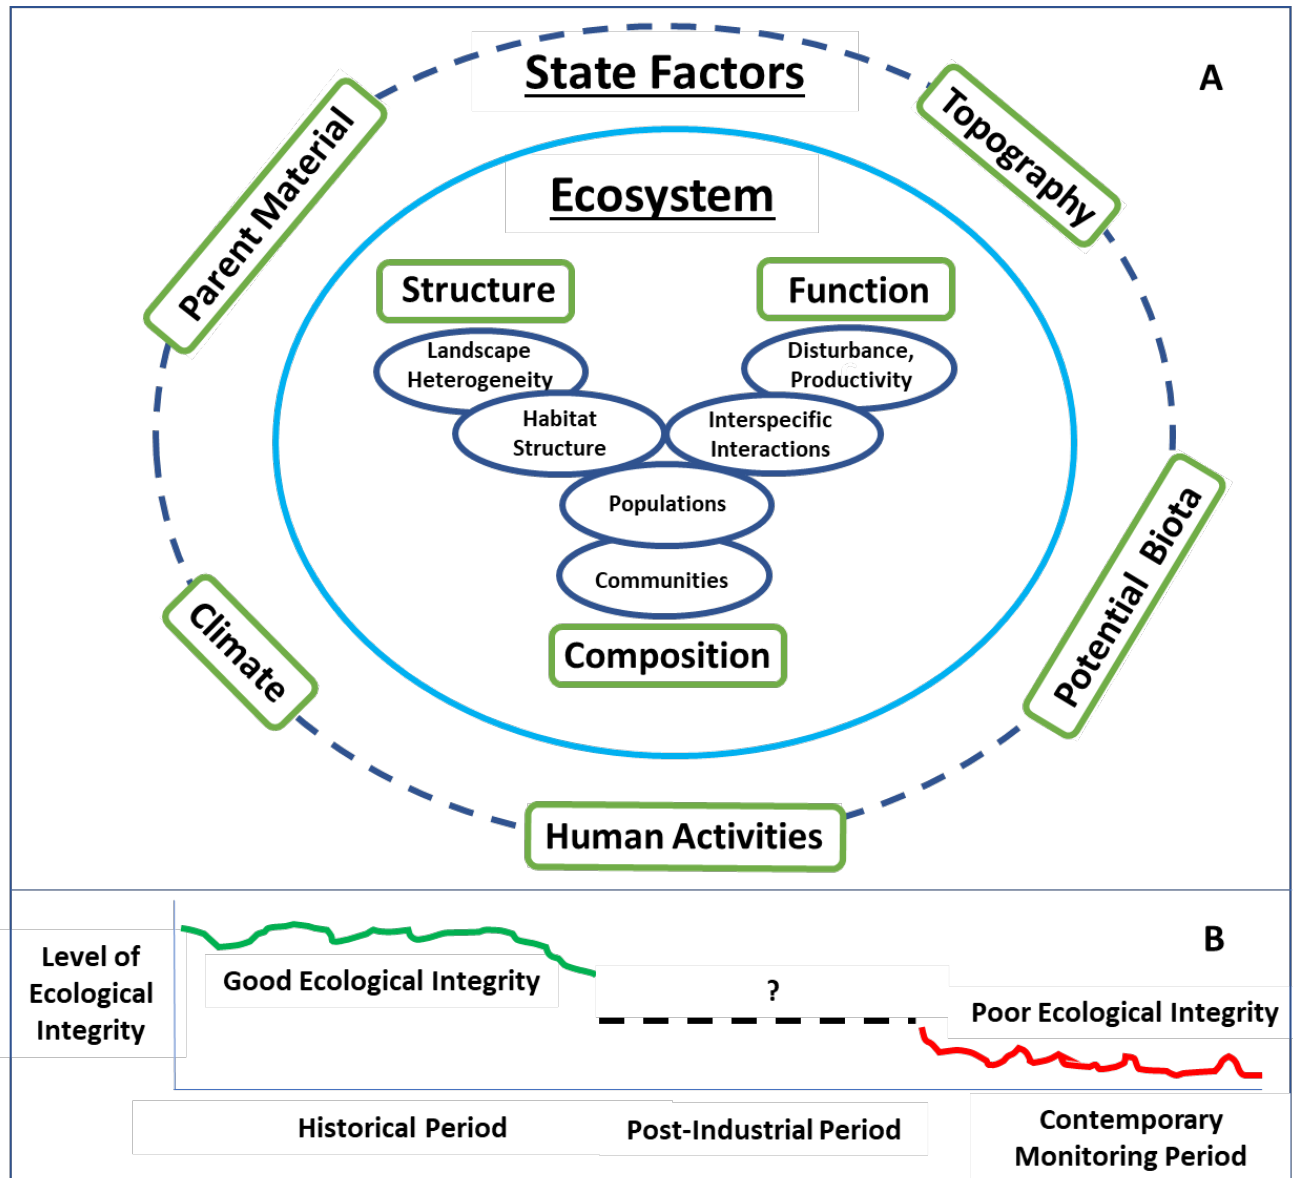 State Factors
A
Parent Material
Topography
Ecosystem
Structure
Function
Landscape
Heterogeneity
Disturbance,
Productivity
Habitat
Structure
Interspecific
Interactions
Populations
Communities
Composition
Climate
Potential Biota
Human Activities
B
Level of
Ecological
Integrity
Good Ecological Integrity
?
Poor Ecological Integrity
Historical Period
Post-Industrial Period
Contemporary
Monitoring Period